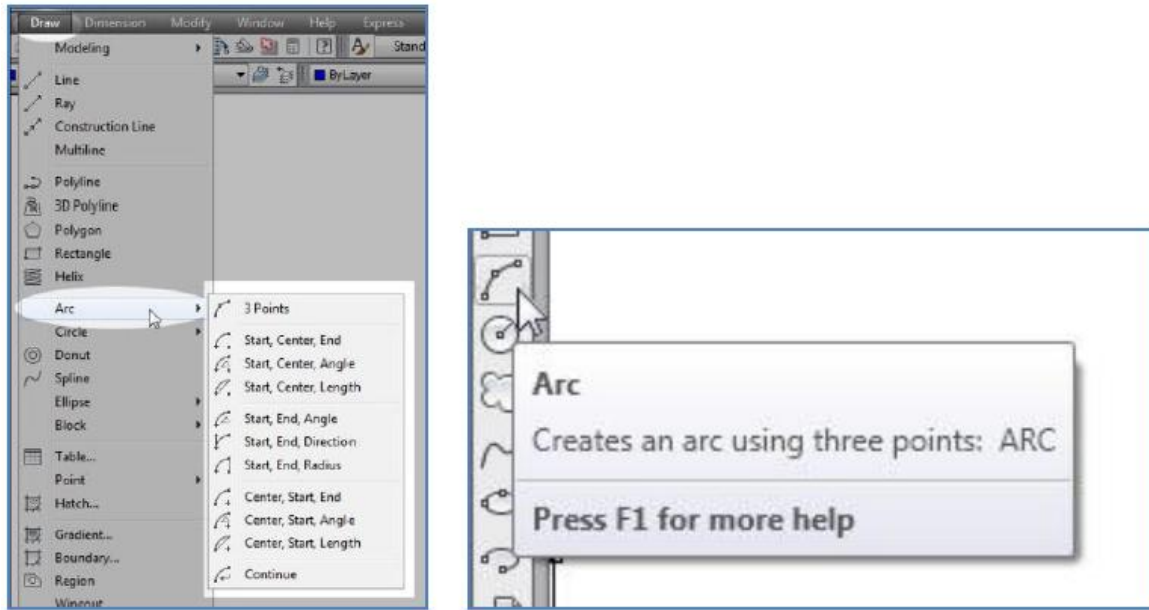 Draw Dimension Modify Window Help Express
Modeling
Stand
Line
ByLayer
Ray
Construction Line
Multiline
Polyline
3D Polyline
Polygon
Rectangle
Helix
Arc
Circle
Donut
Spline
Ellipse
Block
Table...
Point
Hatch...
Gradient...
Boundary...
Region
Wipeout
3 Points
Start, Center, End
Start, Center, Angle
Start, Center, Length
Start, End, Angle
Start, End, Direction
Start, End, Radius
Center, Start, End
Center, Start, Angle
Center, Start, Length
Continue
Arc
Creates an arc using three points: ARC
Press F1 for more help